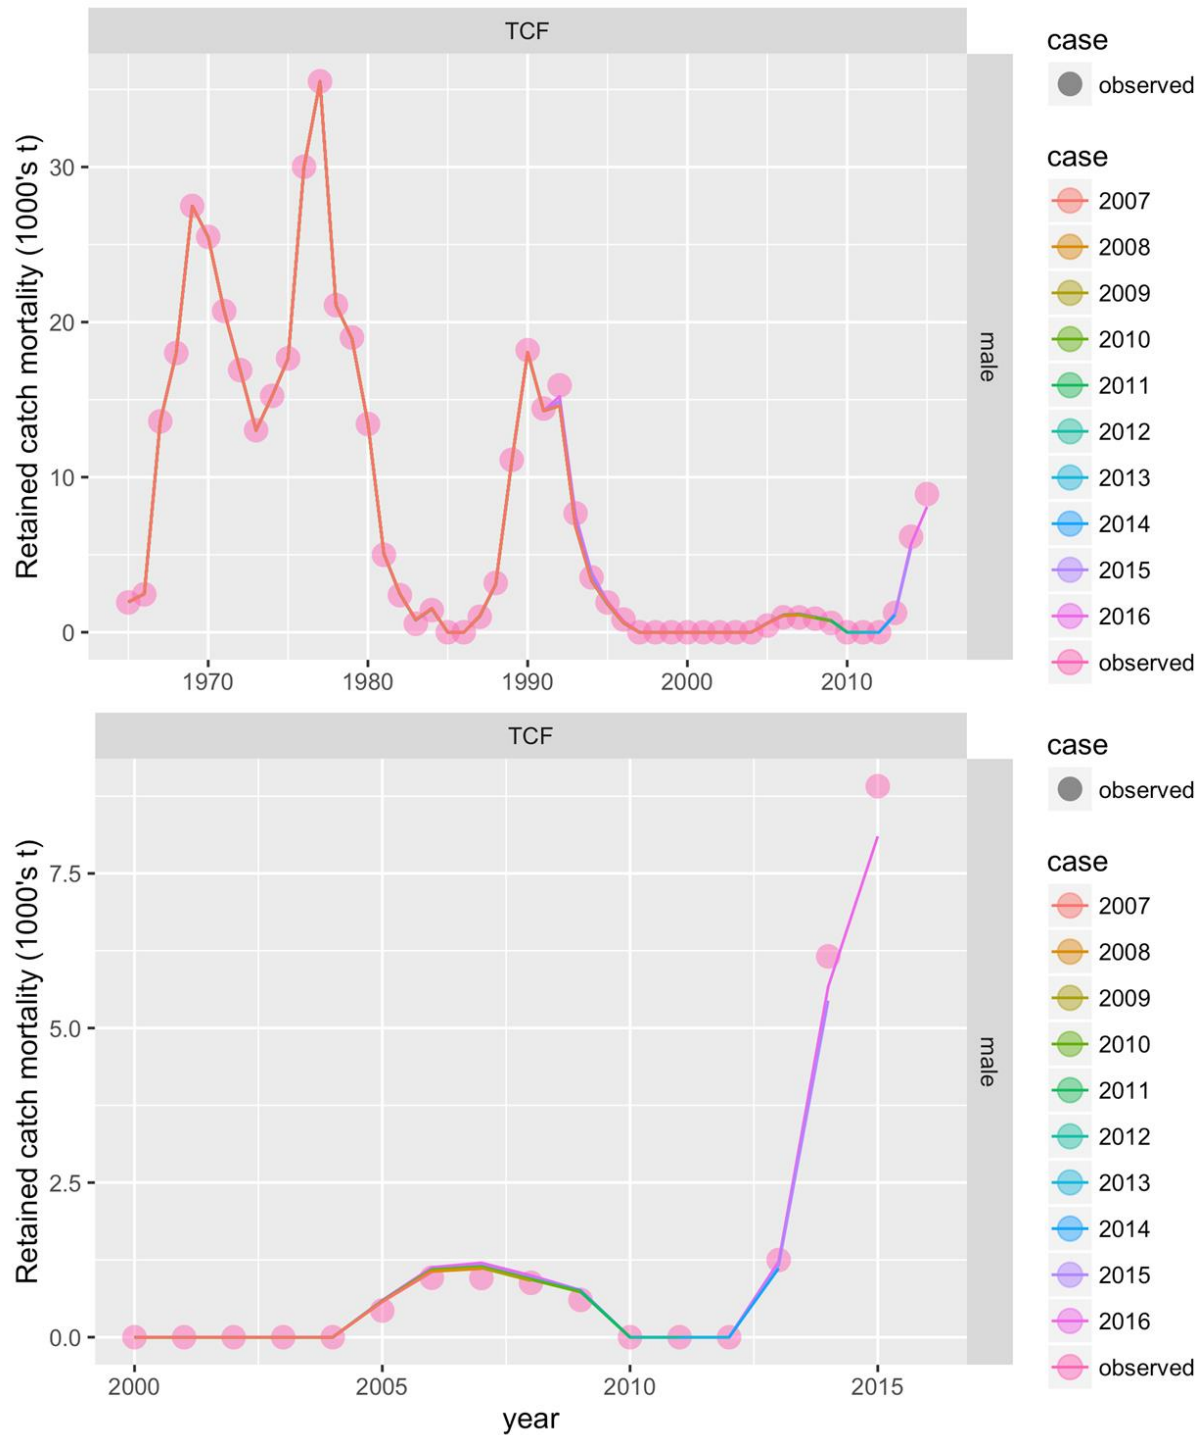 TCF
Retained catch mortality (1000's t)
30
20
10
0
1970
1980
1990
2000
2010
male
case
observed
case
2007
2008
2009
2010
2011
2012
2013
2014
2015
2016
observed
TCF
Retained catch mortality (1000's t)
7.5
5.0
2.5
0.0
2000
2005
2010
2015
year
male
case
observed
case
2007
2008
2009
2010
2011
2012
2013
2014
2015
2016
observed